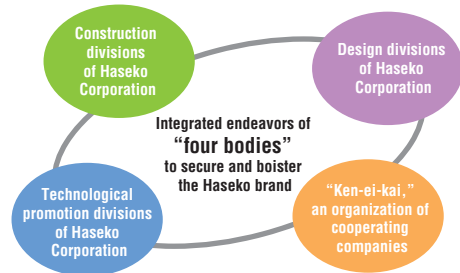 Construction
divisions
of Haseko
Corporation
Design divisions
of Haseko
Corporation
Integrated endeavors of
“four bodies”
to secure and boister
the Haseko brand
Technological
promotion divisions
of Haseko
Corporation
“Ken-ei-kai,”
an organization of
cooperating
companies